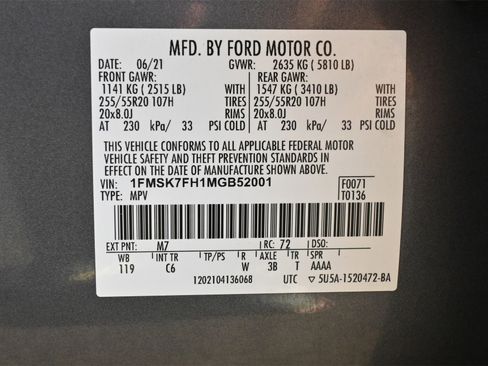 MFD. BY FORD MOTOR CO.
DATE: 06/21 GVWR: 2635 KG ( 5810 LB)
FRONT GAWR: REAR GAWR:
1141 KG ( 2515 LB) WITH 1547 KG ( 3410 LB) WITH
255/55R20 107H TIRES 255/55R20 107H TIRES
20x8.0J RIMS 20x8.0J RIMS
AT 230 kPa/ 33 PSI COLD AT 230 kPa/ 33 PSI COLD
THIS VEHICLE CONFORMS TO ALL APPLICABLE FEDERAL MOTOR
VEHICLE SAFETY AND THEFT PREVENTION STANDARDS IN
EFFECT ON THE DATE OF MANUFACTURE SHOWN ABOVE.
VIN: 1FMSK7FH1MGB52001 F0071
TYPE: MPV T0136
EXT PNT: M7 RC: 72 DSO:
WB INT TR TP/PS R AXLE TR SPR
119 C6 W 3B T AAAA
1202104136068 UTC ▽ 5U5A-1520472-BA